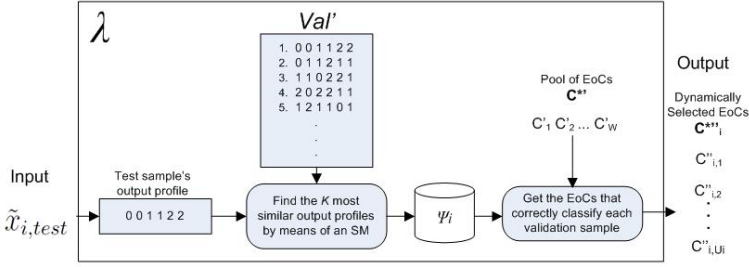 λ
Val'
1. 0 0 1 1 2 2
2. 0 1 1 2 1 1
3. 1 1 0 2 2 1
4. 2 0 2 2 1 1
5. 1 2 1 1 0 1
.
.
.
Pool of EoCs
C*'
C'1 C'2 ... C'W
Input
x̃i,test
Test sample's
output profile
0 0 1 1 2 2
Find the K most
similar output profiles
by means of an SM
Ψi
Get the EoCs that
correctly classify each
validation sample
Output
Dynamically
Selected EoCs
C*''i
C''i,1
C''i,2
.
.
.
C''i,Ui